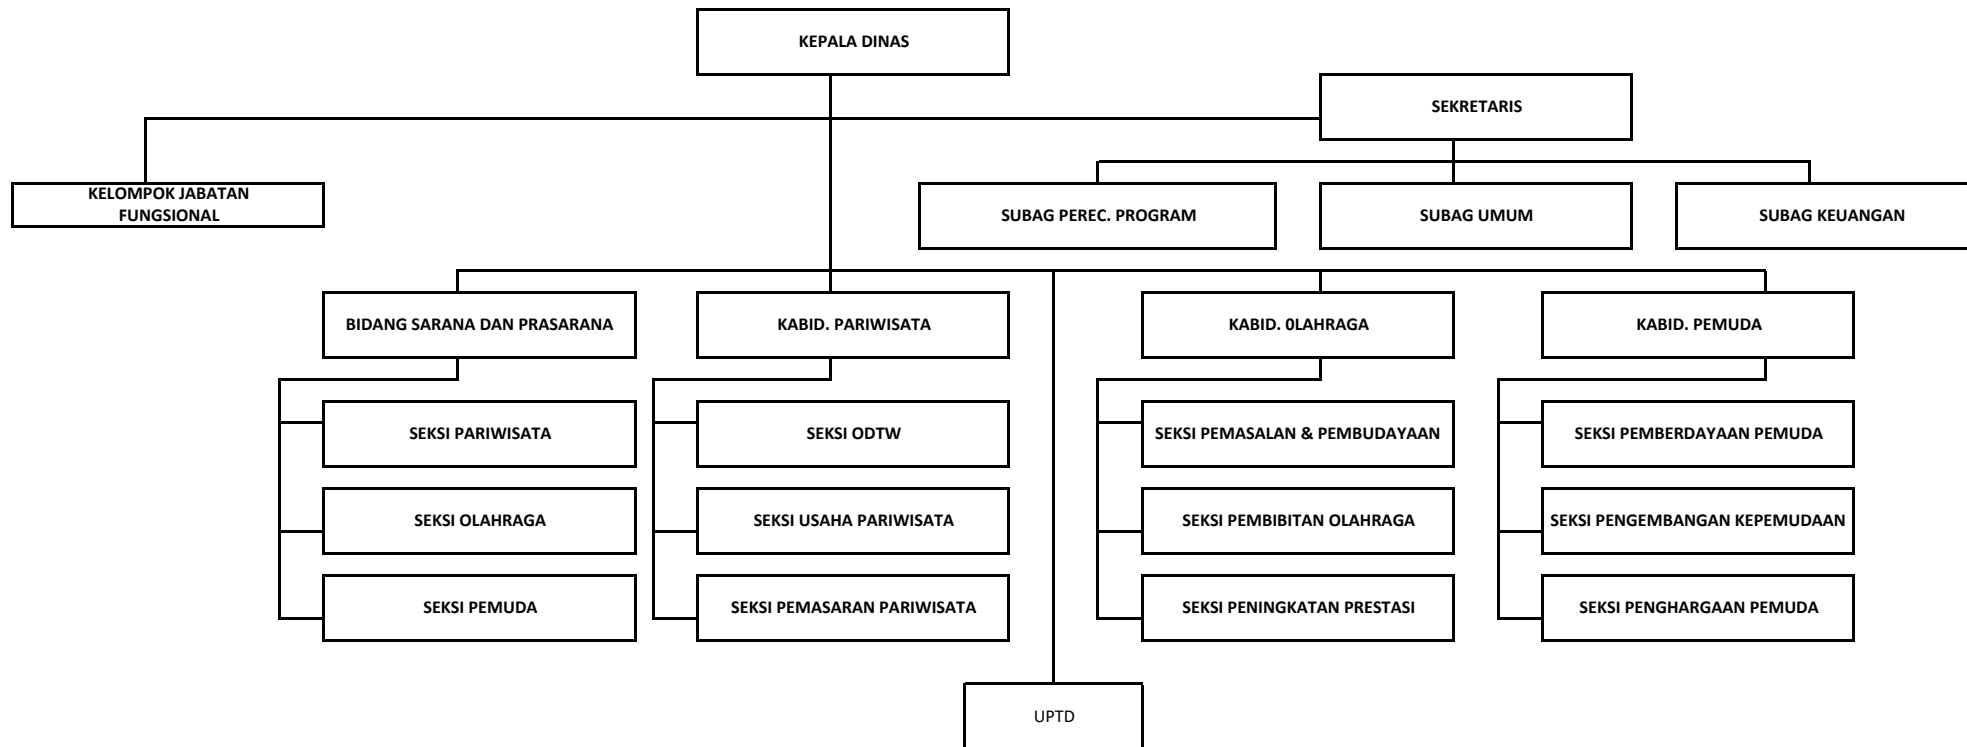 KEPALA DINAS
SEKRETARIS
KELOMPOK JABATAN
FUNGSIONAL
SUBAG PEREC. PROGRAM
SUBAG UMUM
SUBAG KEUANGAN
BIDANG SARANA DAN PRASARANA
KABID. PARIWISATA
KABID. 0LAHRAGA
KABID. PEMUDA
SEKSI PARIWISATA
SEKSI ODTW
SEKSI PEMASALAN & PEMBUDAYAAN
SEKSI PEMBERDAYAAN PEMUDA
SEKSI OLAHRAGA
SEKSI USAHA PARIWISATA
SEKSI PEMBIBITAN OLAHRAGA
SEKSI PENGEMBANGAN KEPEMUDAAN
SEKSI PEMUDA
SEKSI PEMASARAN PARIWISATA
SEKSI PENINGKATAN PRESTASI
SEKSI PENGHARGAAN PEMUDA
UPTD